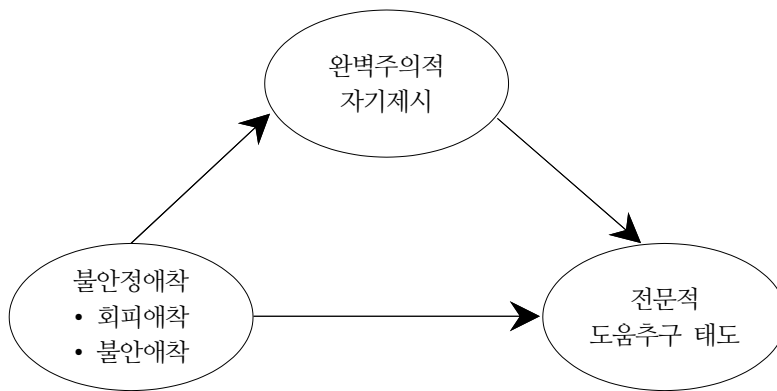 완벽주의적
자기제시
불안정애착
• 회피애착
• 불안애착
전문적
도움추구 태도